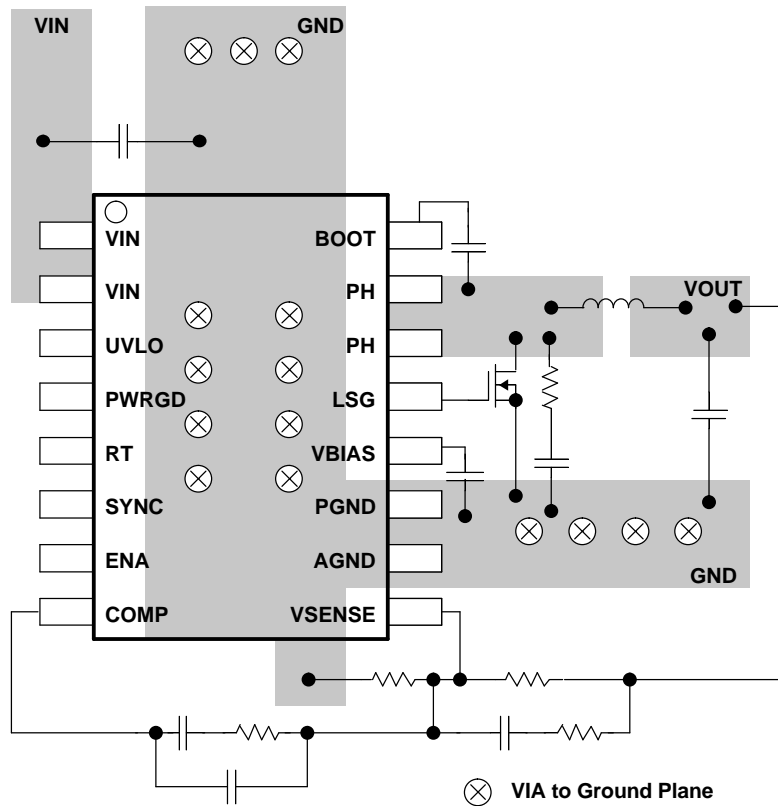 VIN
GND
VIN
BOOT
VIN
PH
VOUT
UVLO
PH
PWRGD
LSG
RT
VBIAS
SYNC
PGND
ENA
AGND
GND
COMP
VSENSE
VIA to Ground Plane